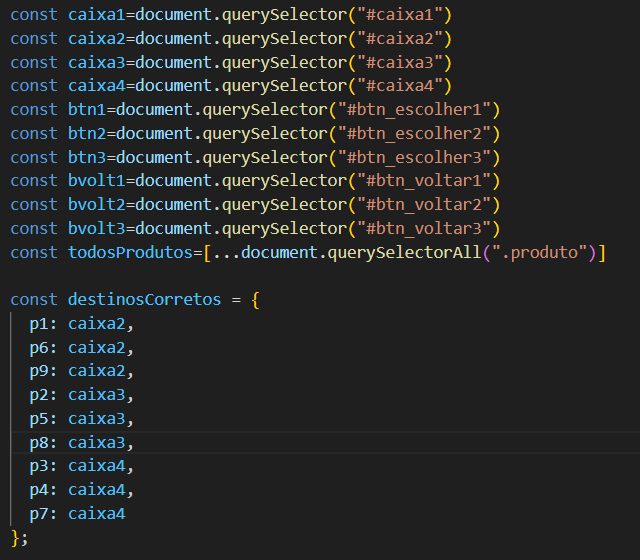 const caixa1=document.querySelector("#caixa1")
const caixa2=document.querySelector("#caixa2")
const caixa3=document.querySelector("#caixa3")
const caixa4=document.querySelector("#caixa4")
const btn1=document.querySelector("#btn_escolher1")
const btn2=document.querySelector("#btn_escolher2")
const btn3=document.querySelector("#btn_escolher3")
const bvolt1=document.querySelector("#btn_voltar1")
const bvolt2=document.querySelector("#btn_voltar2")
const bvolt3=document.querySelector("#btn_voltar3")
const todosProdutos=[...document.querySelectorAll(".produto")]

const destinosCorretos = {
  p1: caixa2,
  p6: caixa2,
  p9: caixa2,
  p2: caixa3,
  p5: caixa3,
  p8: caixa3,
  p3: caixa4,
  p4: caixa4,
  p7: caixa4
};